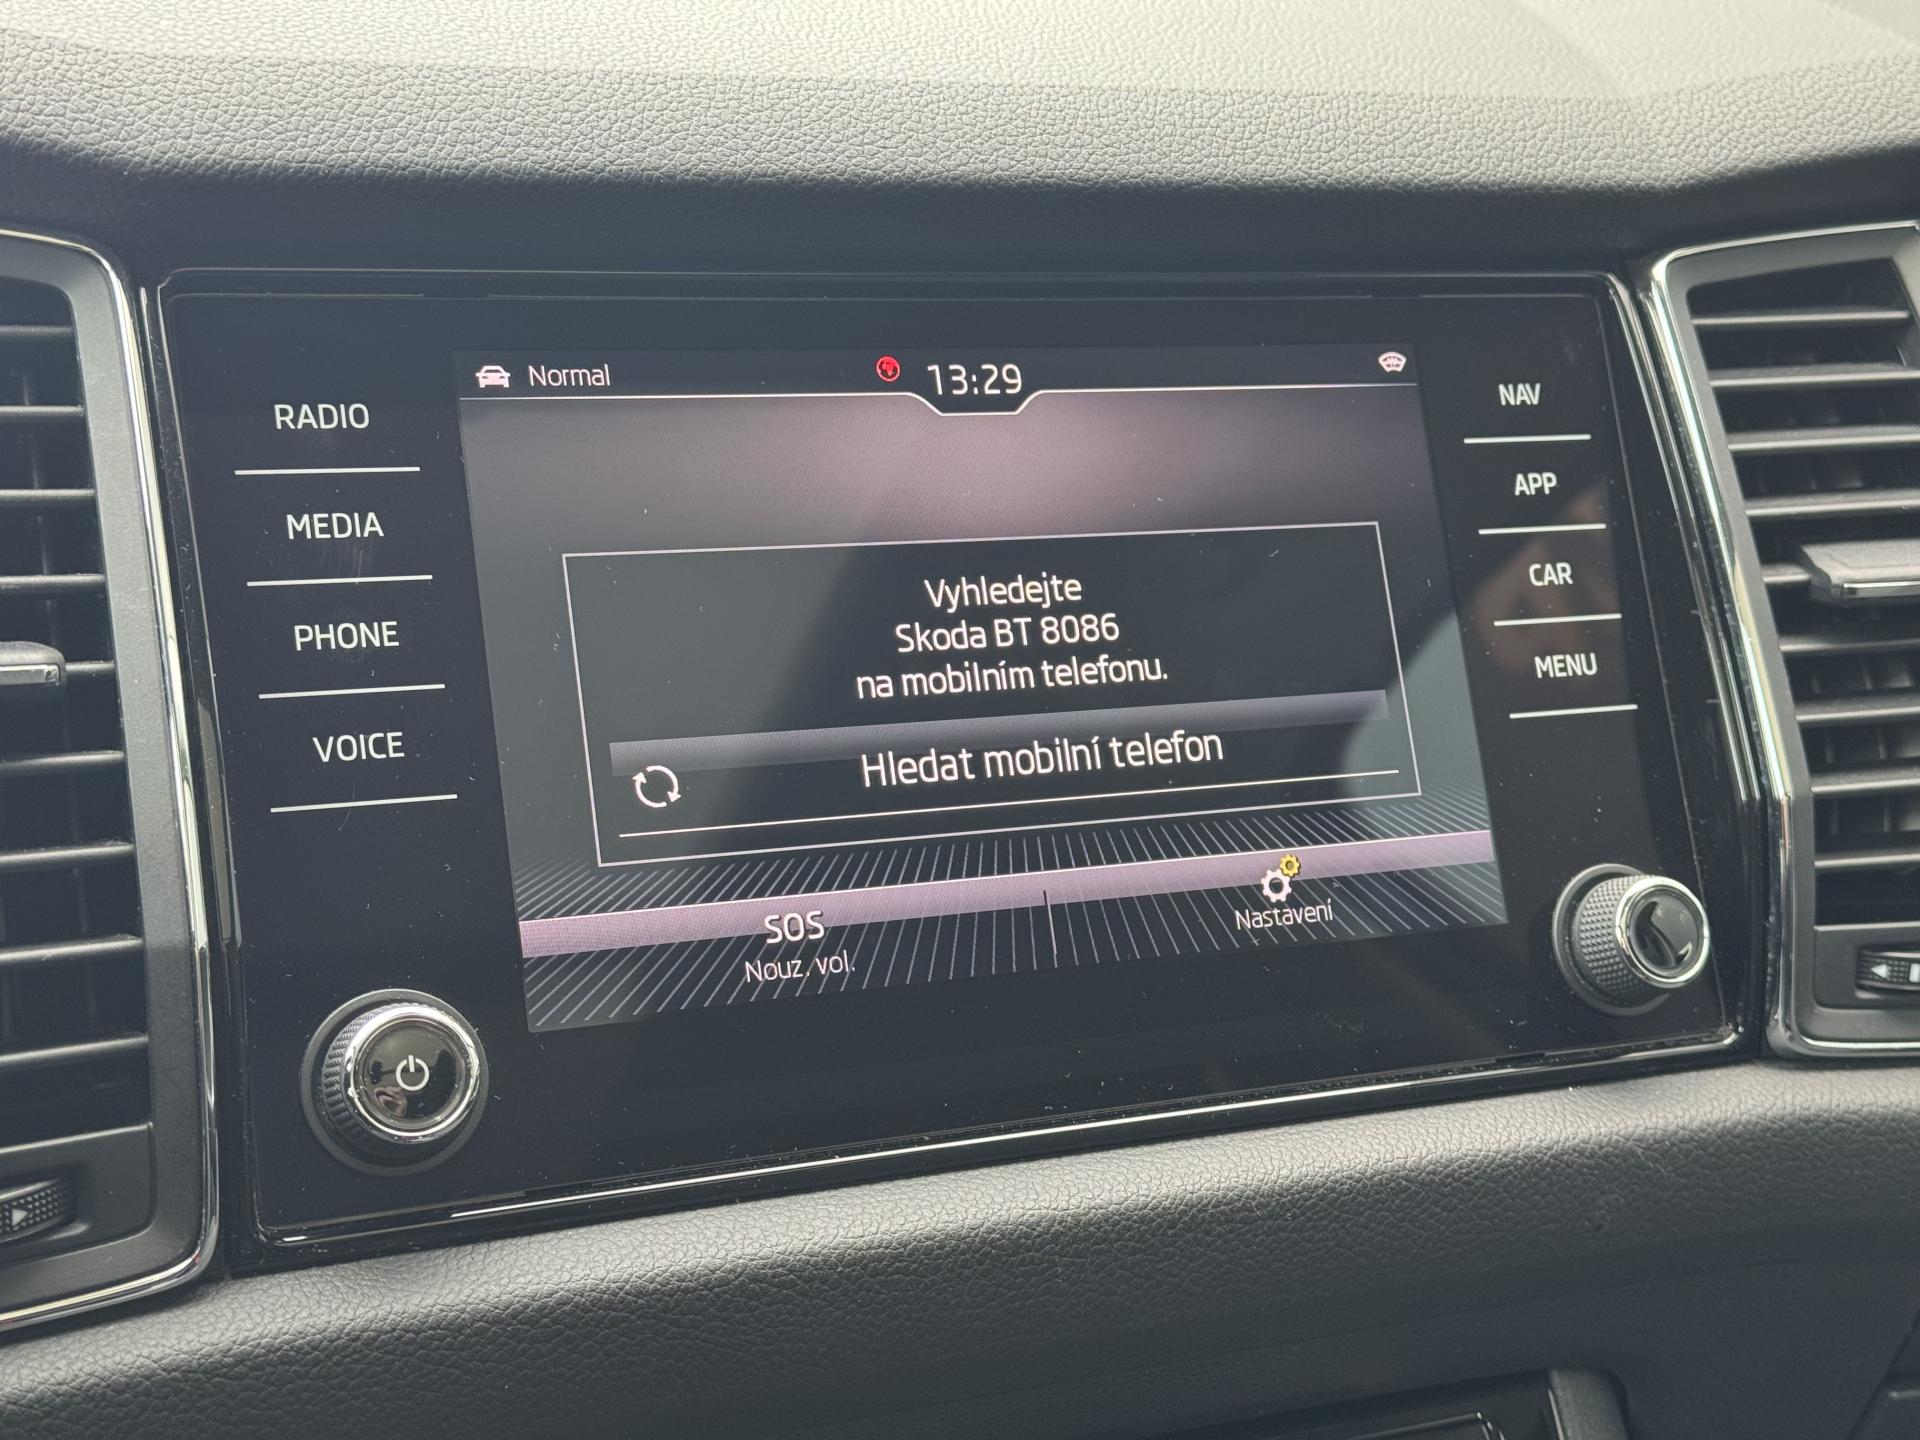 Normal
13:29
RADIO
MEDIA
PHONE
VOICE
NAV
APP
CAR
MENU
Vyhledejte
Skoda BT 8086
na mobilním telefonu.
Hledat mobilní telefon
SOS
Nouz. vol.
Nastavení